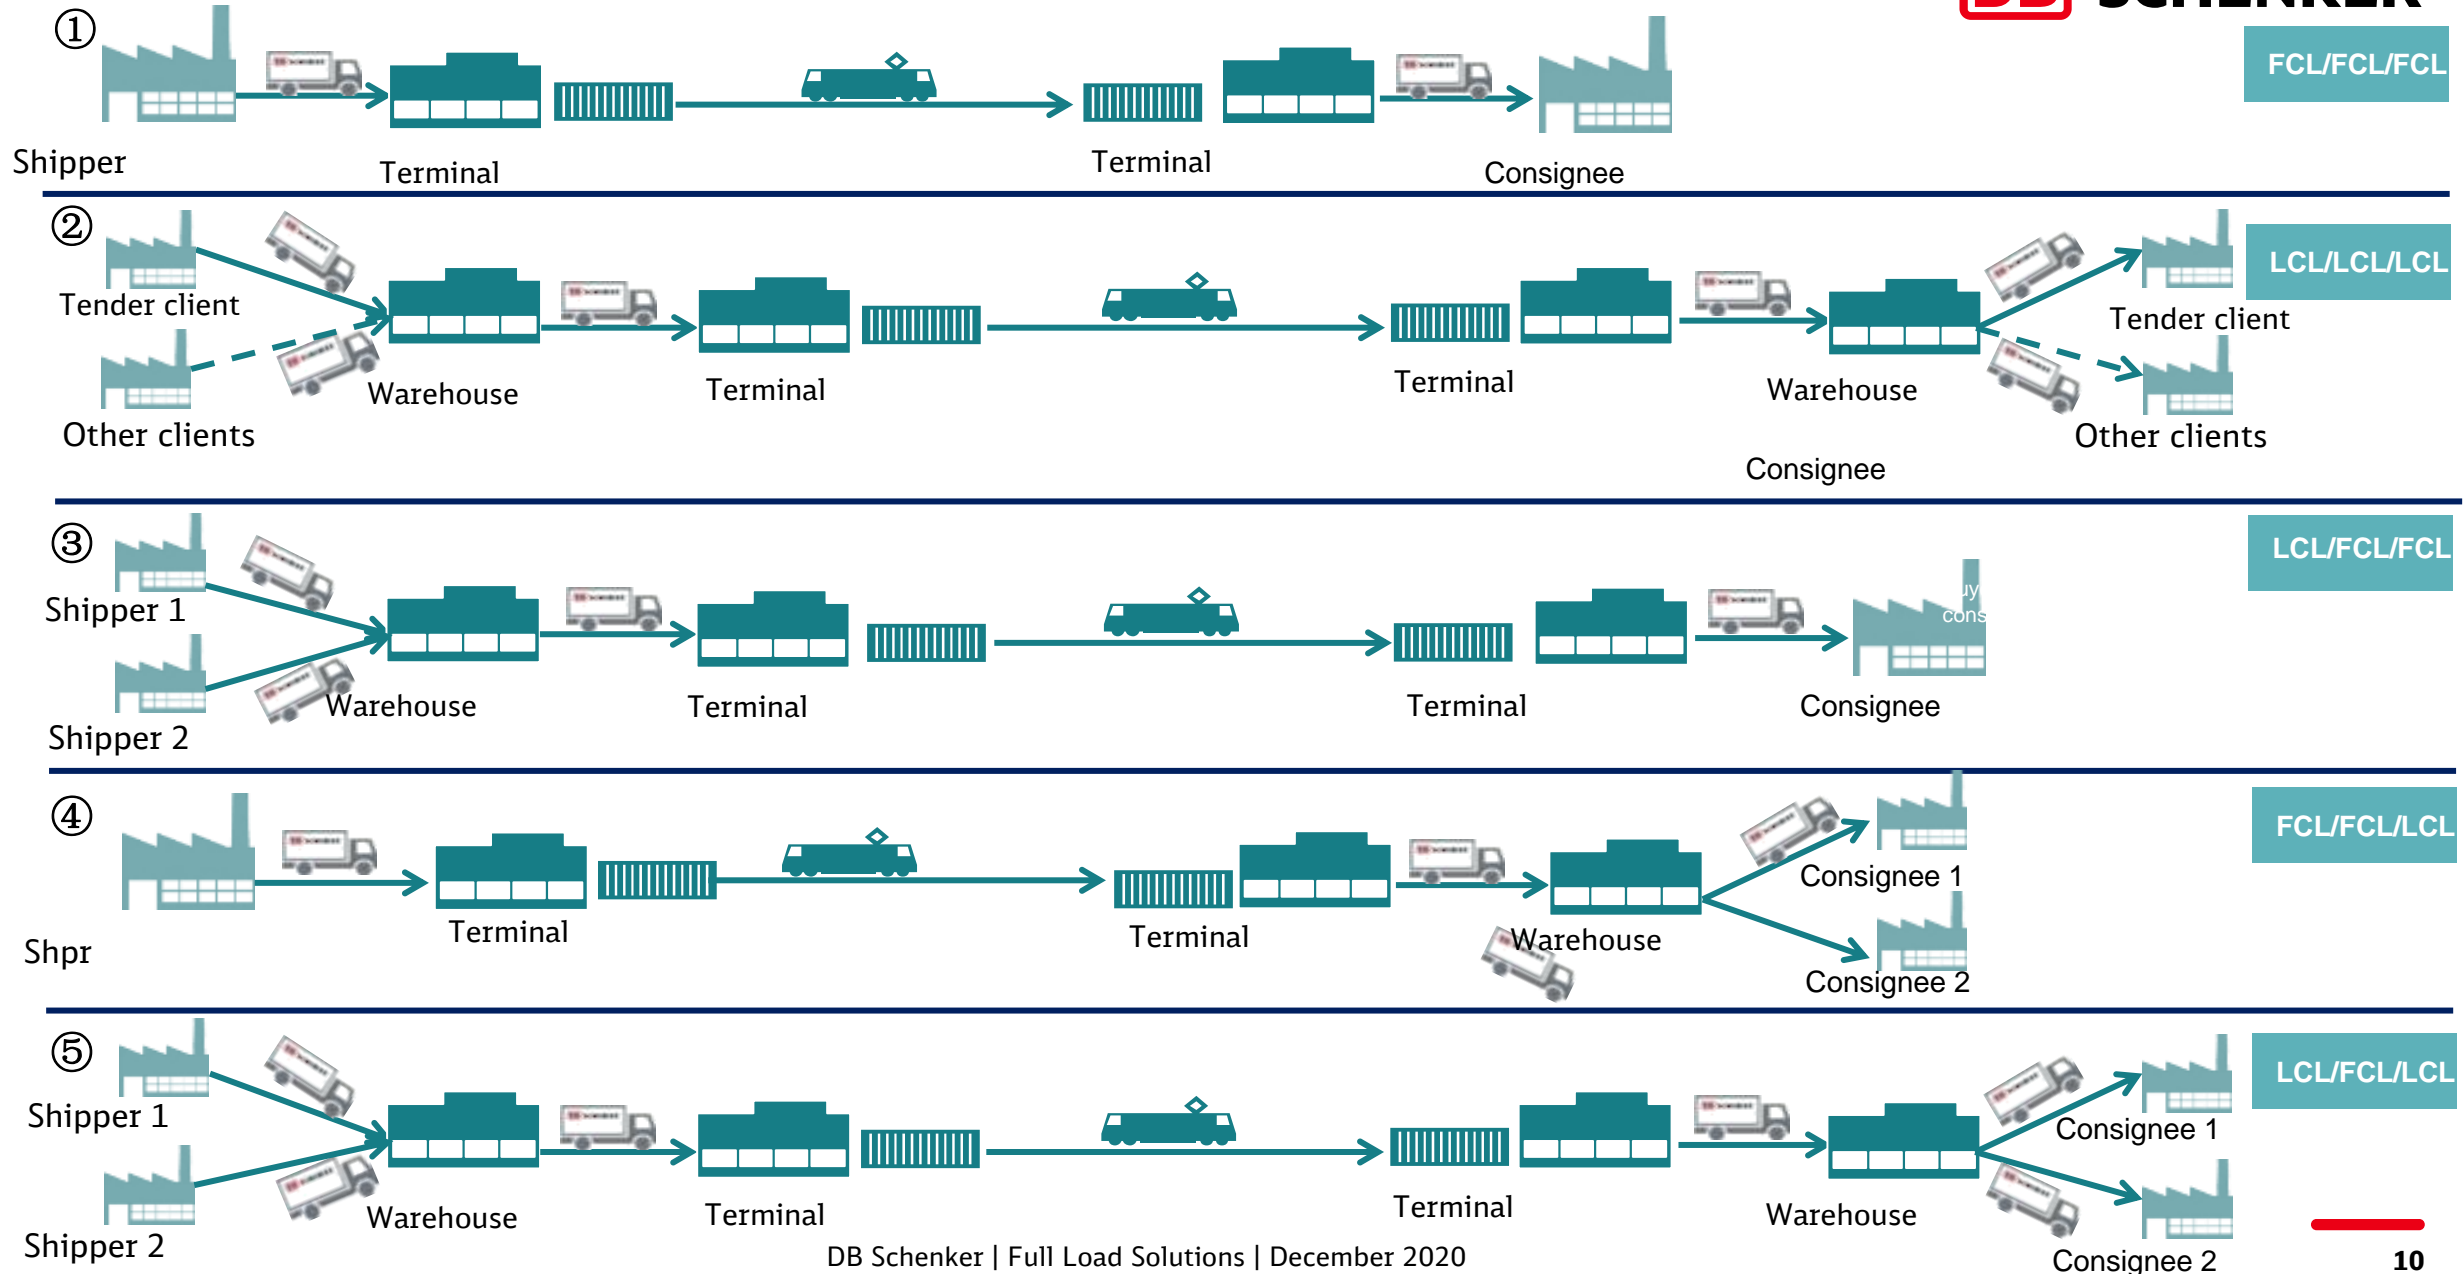 DB SCHENKER
①
FCL/FCL/FCL
Shipper
Terminal
Terminal
Consignee
②
LCL/LCL/LCL
Tender client
Tender client
Warehouse
Terminal
Terminal
Warehouse
Other clients
Other clients
Consignee
③
LCL/FCL/FCL
Shipper 1
Warehouse
Terminal
Terminal
Consignee
Shipper 2
④
FCL/FCL/LCL
Consignee 1
Terminal
Terminal
Warehouse
Shpr
Consignee 2
⑤
LCL/FCL/LCL
Shipper 1
Consignee 1
Warehouse
Terminal
Terminal
Warehouse
Shipper 2
Consignee 2
DB Schenker | Full Load Solutions | December 2020
10